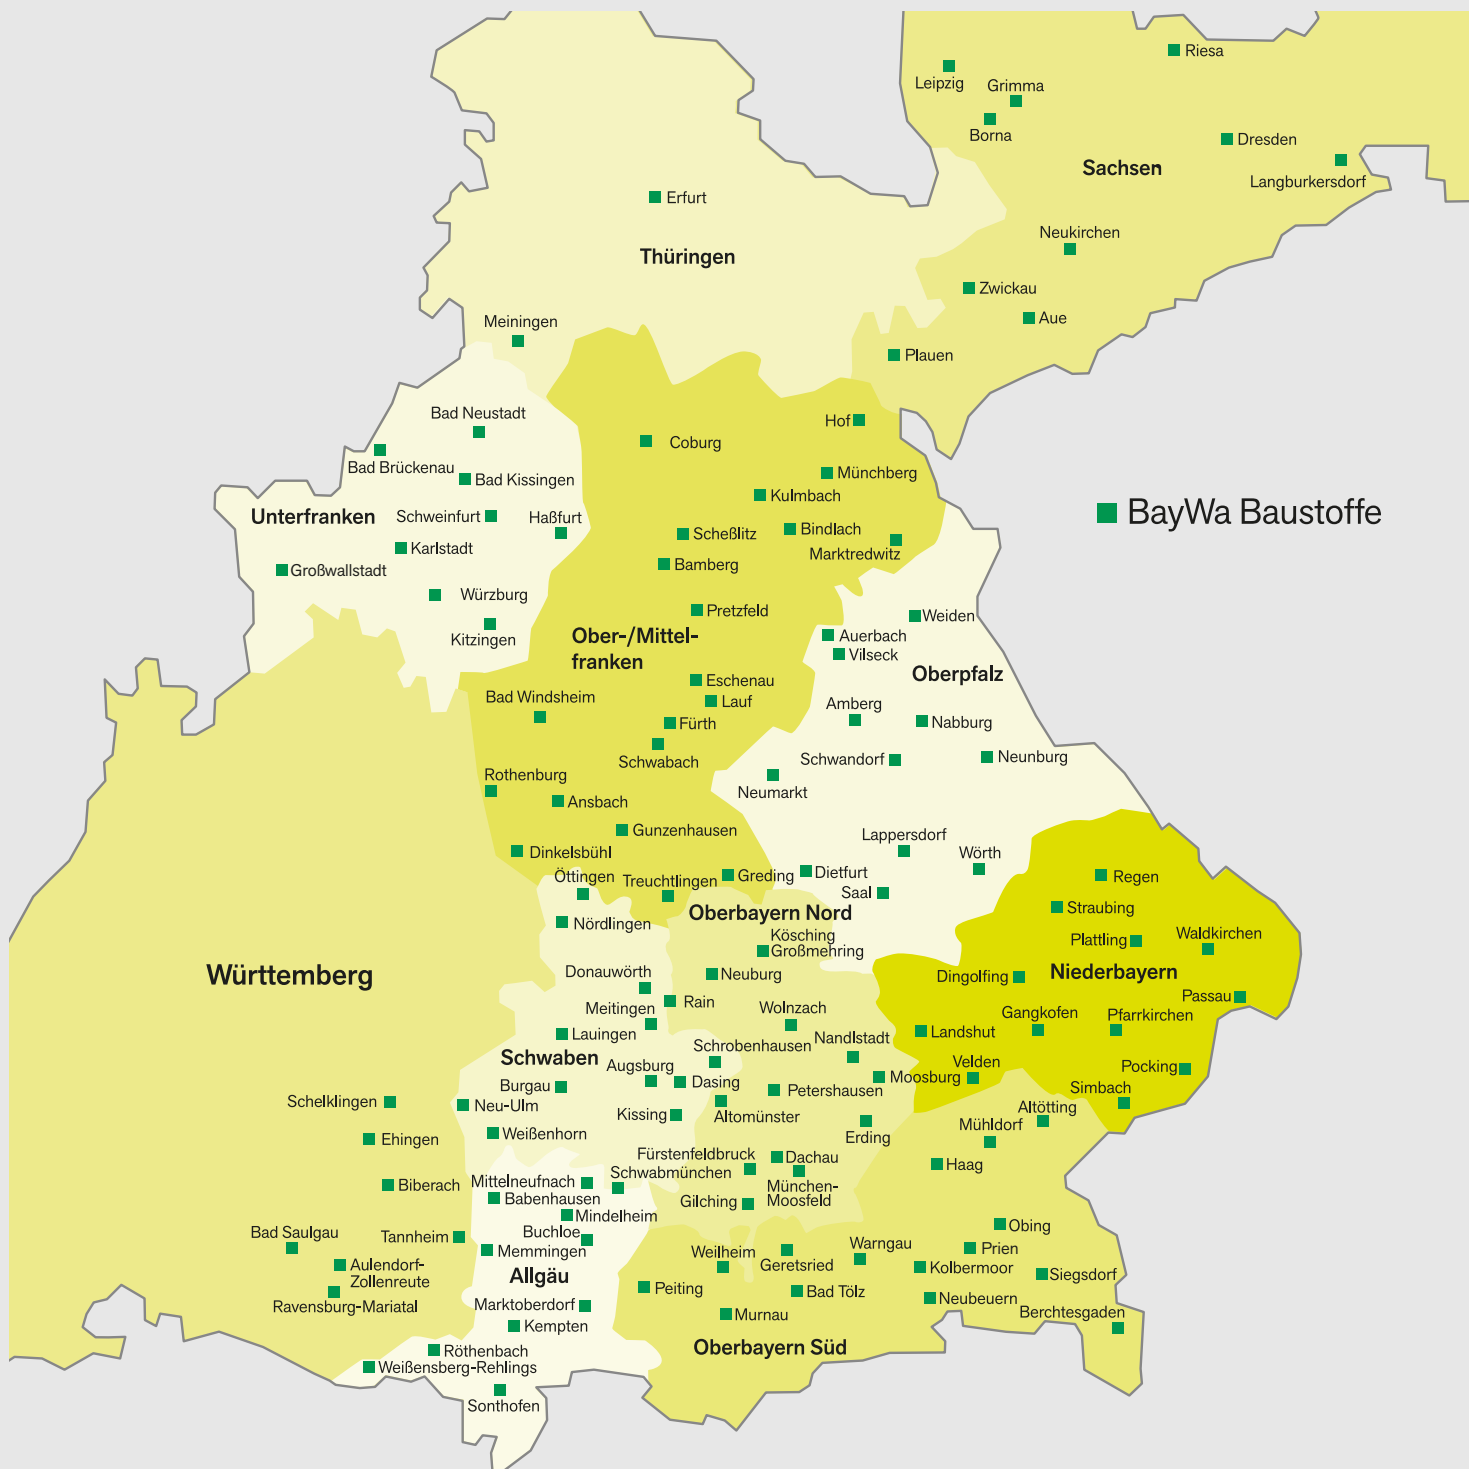 Riesa
Leipzig
Grimma
Borna
Dresden
Sachsen
Langburkersdorf
Erfurt
Neukirchen
Thüringen
Zwickau
Aue
Meiningen
Plauen
Bad Neustadt
Hof
Coburg
Bad Brückenau
Münchberg
Bad Kissingen
Kulmbach
BayWa Baustoffe
Unterfranken
Schweinfurt
Haßfurt
Scheßlitz
Bindlach
Karlstadt
Marktredwitz
Großwallstadt
Bamberg
Würzburg
Pretzfeld
Weiden
Kitzingen
Ober-/Mittel-
franken
Auerbach
Vilseck
Oberpfalz
Eschenau
Bad Windsheim
Lauf
Amberg
Fürth
Nabburg
Schwabach
Schwandorf
Neunburg
Rothenburg
Neumarkt
Ansbach
Gunzenhausen
Lappersdorf
Dinkelsbühl
Wörth
Öttingen
Treuchtlingen
Greding
Dietfurt
Regen
Saal
Straubing
Oberbayern Nord
Nördlingen
Kösching
Großmehring
Plattling
Waldkirchen
Württemberg
Donauwörth
Neuburg
Dingolfing
Niederbayern
Rain
Passau
Meitingen
Wolnzach
Gangkofen
Pfarrkirchen
Lauingen
Schrobenhausen
Nandlstadt
Landshut
Schwaben
Augsburg
Velden
Pocking
Burgau
Dasing
Petershausen
Moosburg
Simbach
Schelklingen
Neu-Ulm
Kissing
Altomünster
Altötting
Ehingen
Weißenhorn
Erding
Mühldorf
Fürstenfeldbruck
Dachau
Haag
Mittelneufnach
Schwabmünchen
Biberach
Babenhausen
Gilching
München-
Moosfeld
Mindelheim
Obing
Bad Saulgau
Tannheim
Buchloe
Memmingen
Weilheim
Geretsried
Warngau
Prien
Aulendorf-
Zollenreute
Allgäu
Kolbermoor
Siegsdorf
Peiting
Bad Tölz
Ravensburg-Mariatal
Marktoberdorf
Neubeuern
Murnau
Berchtesgaden
Kempten
Oberbayern Süd
Röthenbach
Weißensberg-Rehlings
Sonthofen